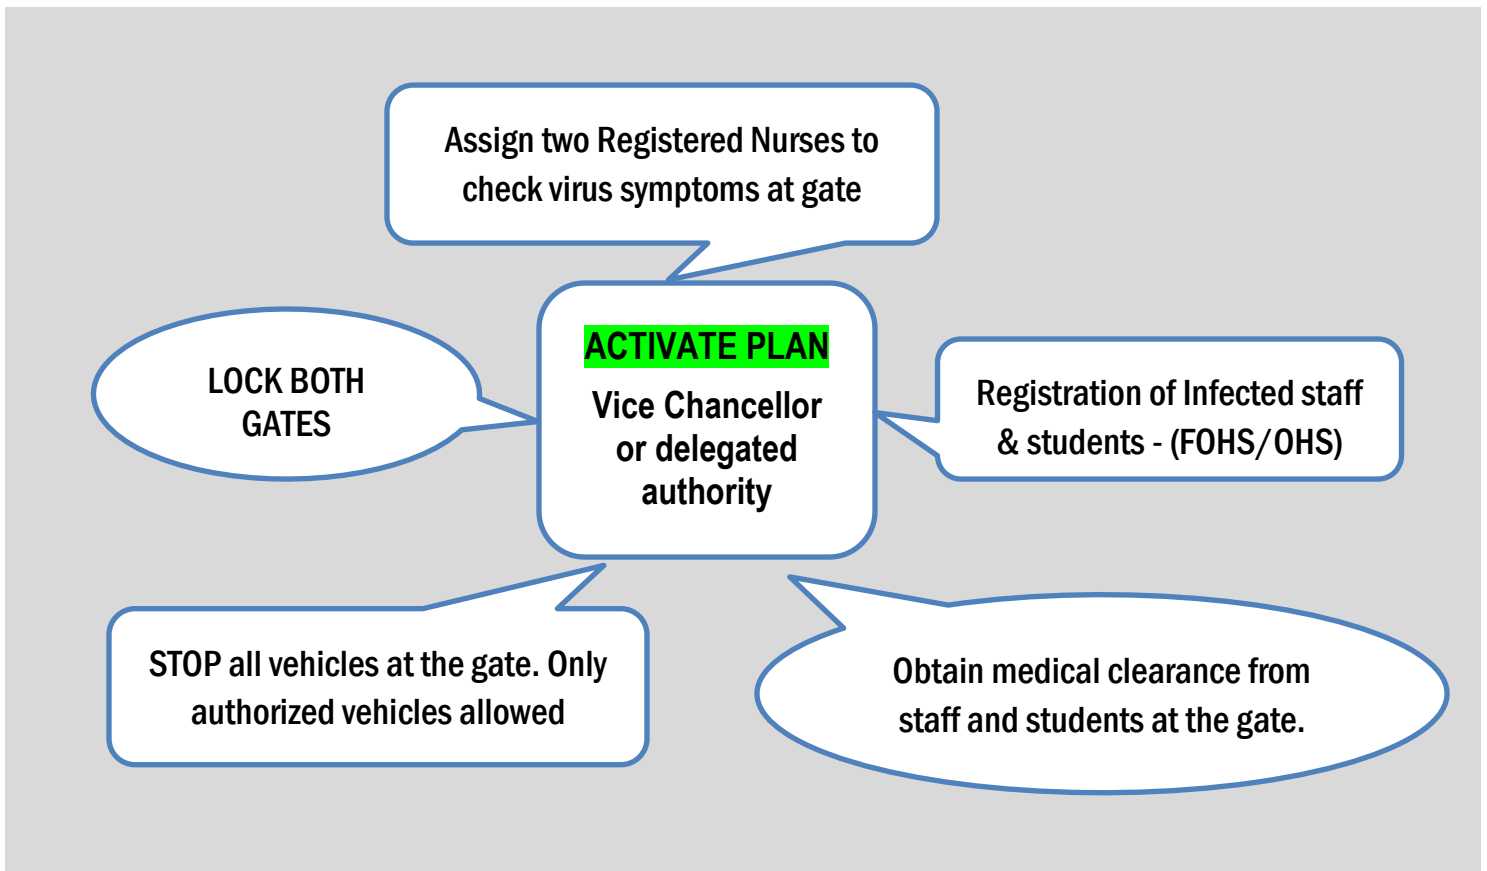 Assign two Registered Nurses to
check virus symptoms at gate
LOCK BOTH
GATES
ACTIVATE PLAN
Vice Chancellor
or delegated
authority
Registration of Infected staff
& students - (FOHS/OHS)
STOP all vehicles at the gate. Only
authorized vehicles allowed
Obtain medical clearance from
staff and students at the gate.